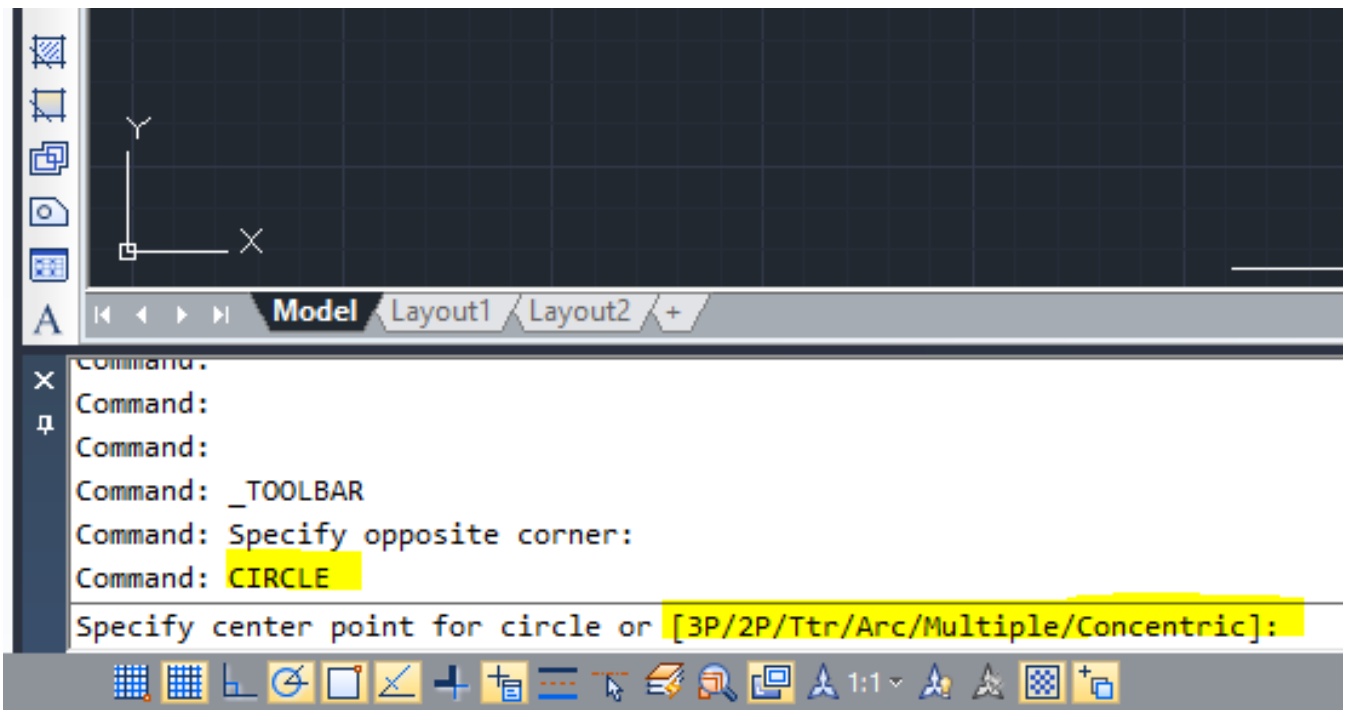 Y
X
A
Model Layout1 Layout2 +
Command:
Command:
Command:
Command: _TOOLBAR
Command: Specify opposite corner:
Command: CIRCLE
Specify center point for circle or [3P/2P/Ttr/Arc/Multiple/Concentric]:
1:1